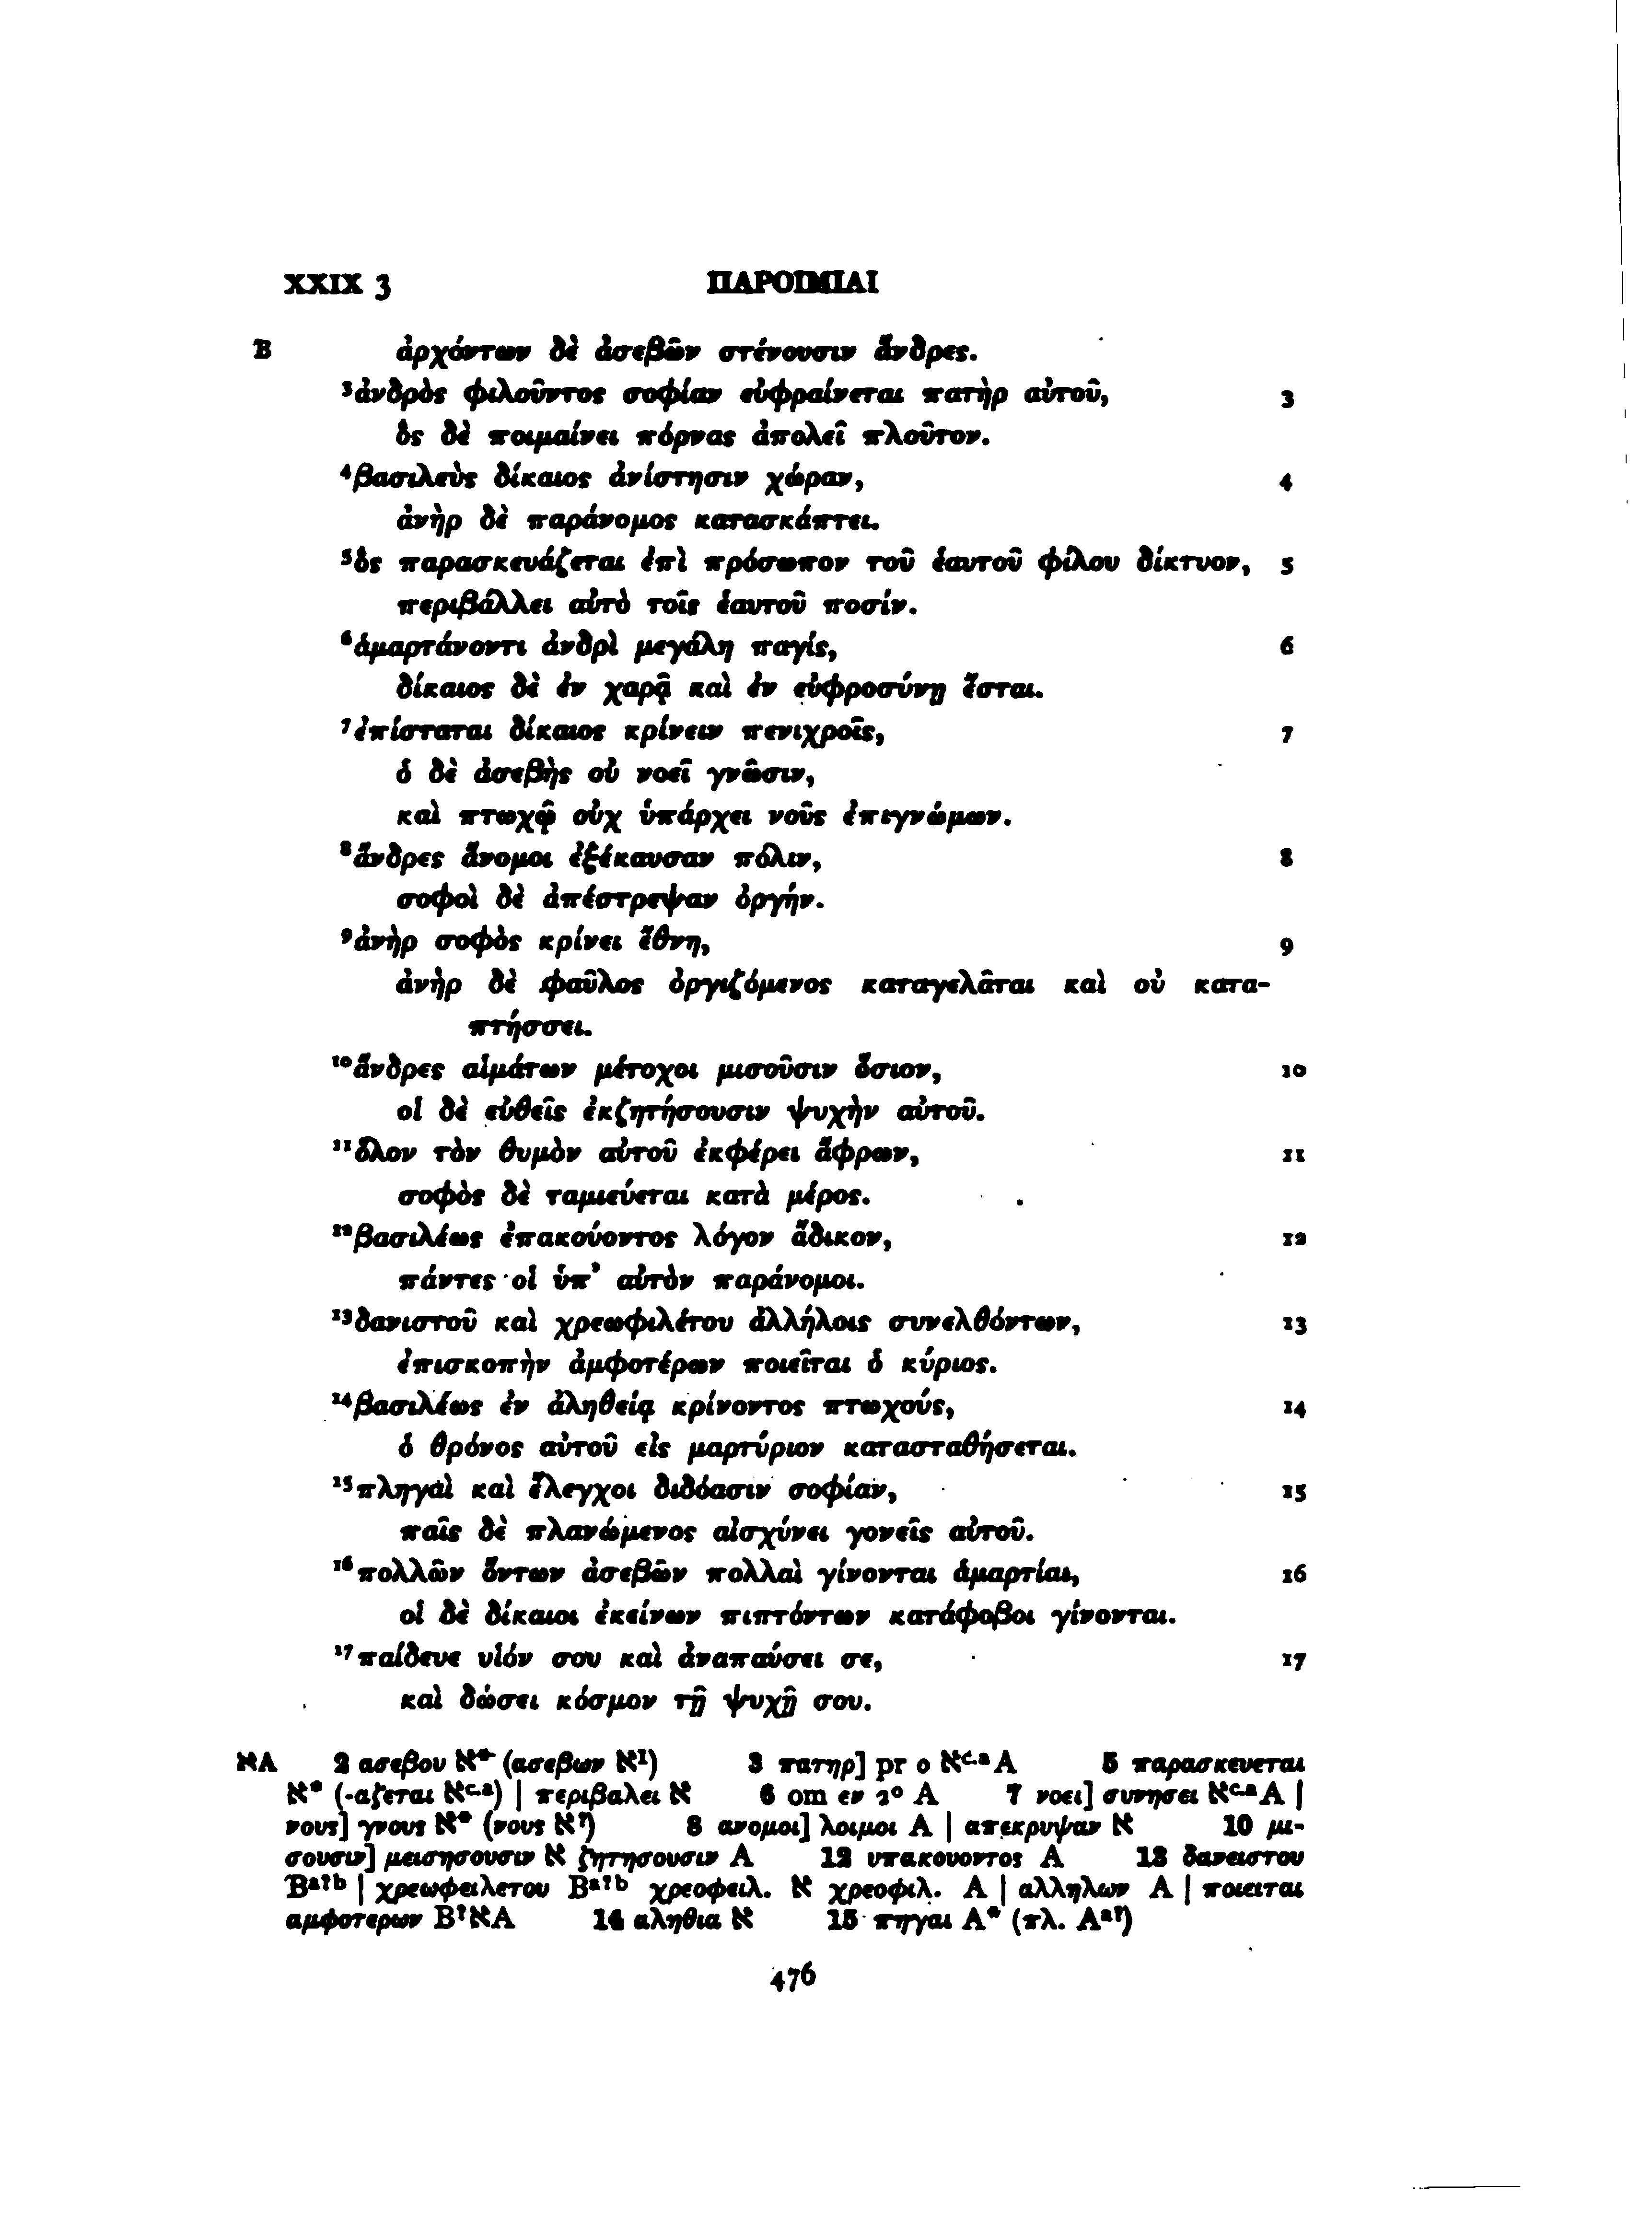 XXIX 3 ΠΑΡΟΙΜΙΑΙ
B ἀρχόντων δὲ ἀσεβῶν στένουσιν ἄνδρες.
³ἀνδρὸς φιλοῦντος σοφίαν εὐφραίνεται πατὴρ αὐτοῦ, 3
ὃς δὲ ποιμαίνει πόρνας ἀπολεῖ πλοῦτον.
⁴βασιλεὺς δίκαιος ἀνίστησιν χώραν, 4
ἀνὴρ δὲ παράνομος κατασκάπτει.
⁵ὃς παρασκευάζεται ἐπὶ πρόσωπον τοῦ ἑαυτοῦ φίλου δίκτυον, 5
περιβάλλει αὐτὸ τοῖς ἑαυτοῦ ποσίν.
⁶ἁμαρτάνοντι ἀνδρὶ μεγάλη παγίς, 6
δίκαιος δὲ ἐν χαρᾷ καὶ ἐν εὐφροσύνῃ ἔσται.
⁷ἐπίσταται δίκαιος κρίνειν πενιχροῖς, 7
ὁ δὲ ἀσεβὴς οὐ νοεῖ γνῶσιν,
καὶ πτωχῷ οὐχ ὑπάρχει νοῦς ἐπιγνώμων.
⁸ἄνδρες ἄνομοι ἐξέκαυσαν πόλιν, 8
σοφοὶ δὲ ἀπέστρεψαν ὀργήν.
⁹ἀνὴρ σοφὸς κρίνει ἔθνη, 9
ἀνὴρ δὲ φαῦλος ὀργιζόμενος καταγελᾶται καὶ οὐ κατα-
πτήσσει.
¹⁰ἄνδρες αἱμάτων μέτοχοι μισοῦσιν ὅσιον, 10
οἱ δὲ εὐθεῖς ἐκζητήσουσιν ψυχὴν αὐτοῦ.
¹¹ὅλον τὸν θυμὸν αὐτοῦ ἐκφέρει ἄφρων, 11
σοφὸς δὲ ταμιεύεται κατὰ μέρος.
¹²βασιλέως ἐπακούοντος λόγον ἄδικον, 12
πάντες οἱ ὑπ’ αὐτὸν παράνομοι.
¹³δανιστοῦ καὶ χρεωφιλέτου ἀλλήλοις συνελθόντων, 13
ἐπισκοπὴν ἀμφοτέρων ποιεῖται ὁ κύριος.
¹⁴βασιλέως ἐν ἀληθείᾳ κρίνοντος πτωχούς, 14
ὁ θρόνος αὐτοῦ εἰς μαρτύριον κατασταθήσεται.
¹⁵πληγαὶ καὶ ἔλεγχοι διδόασιν σοφίαν, 15
παῖς δὲ πλανώμενος αἰσχύνει γονεῖς αὐτοῦ.
¹⁶πολλῶν ὄντων ἀσεβῶν πολλαὶ γίνονται ἁμαρτίαι, 16
οἱ δὲ δίκαιοι ἐκείνων πιπτόντων κατάφοβοι γίνονται.
¹⁷παίδευε υἱόν σου καὶ ἀναπαύσει σε, 17
καὶ δώσει κόσμον τῇ ψυχῇ σου.
אA 2 ασεβου א* (ασεβων א¹) 3 πατηρ] pr ο אᶜ·ᵃ A 5 παρασκευεται
א* (-αζεται אᶜ·ᵃ) | περιβαλει א 6 om εν 2° A 7 νοει] συνησει אᶜ·ᵃ A |
νους] γνους א* (νους א?) 8 ανομοι] λοιμοι A | απεκρυψαν א 10 μι-
σουσιν] μεισησουσιν א ζητησουσιν A 12 υπακουοντος A 13 δανειστου
Bᵃ?ᵇ | χρεωφειλετου Bᵃ?ᵇ χρεοφειλ. א χρεοφιλ. A | αλληλων A | ποιειται
αμφοτερων B?אA 14 αληθια א 15 πηγαι A* (πλ. Aᵃ?)
476